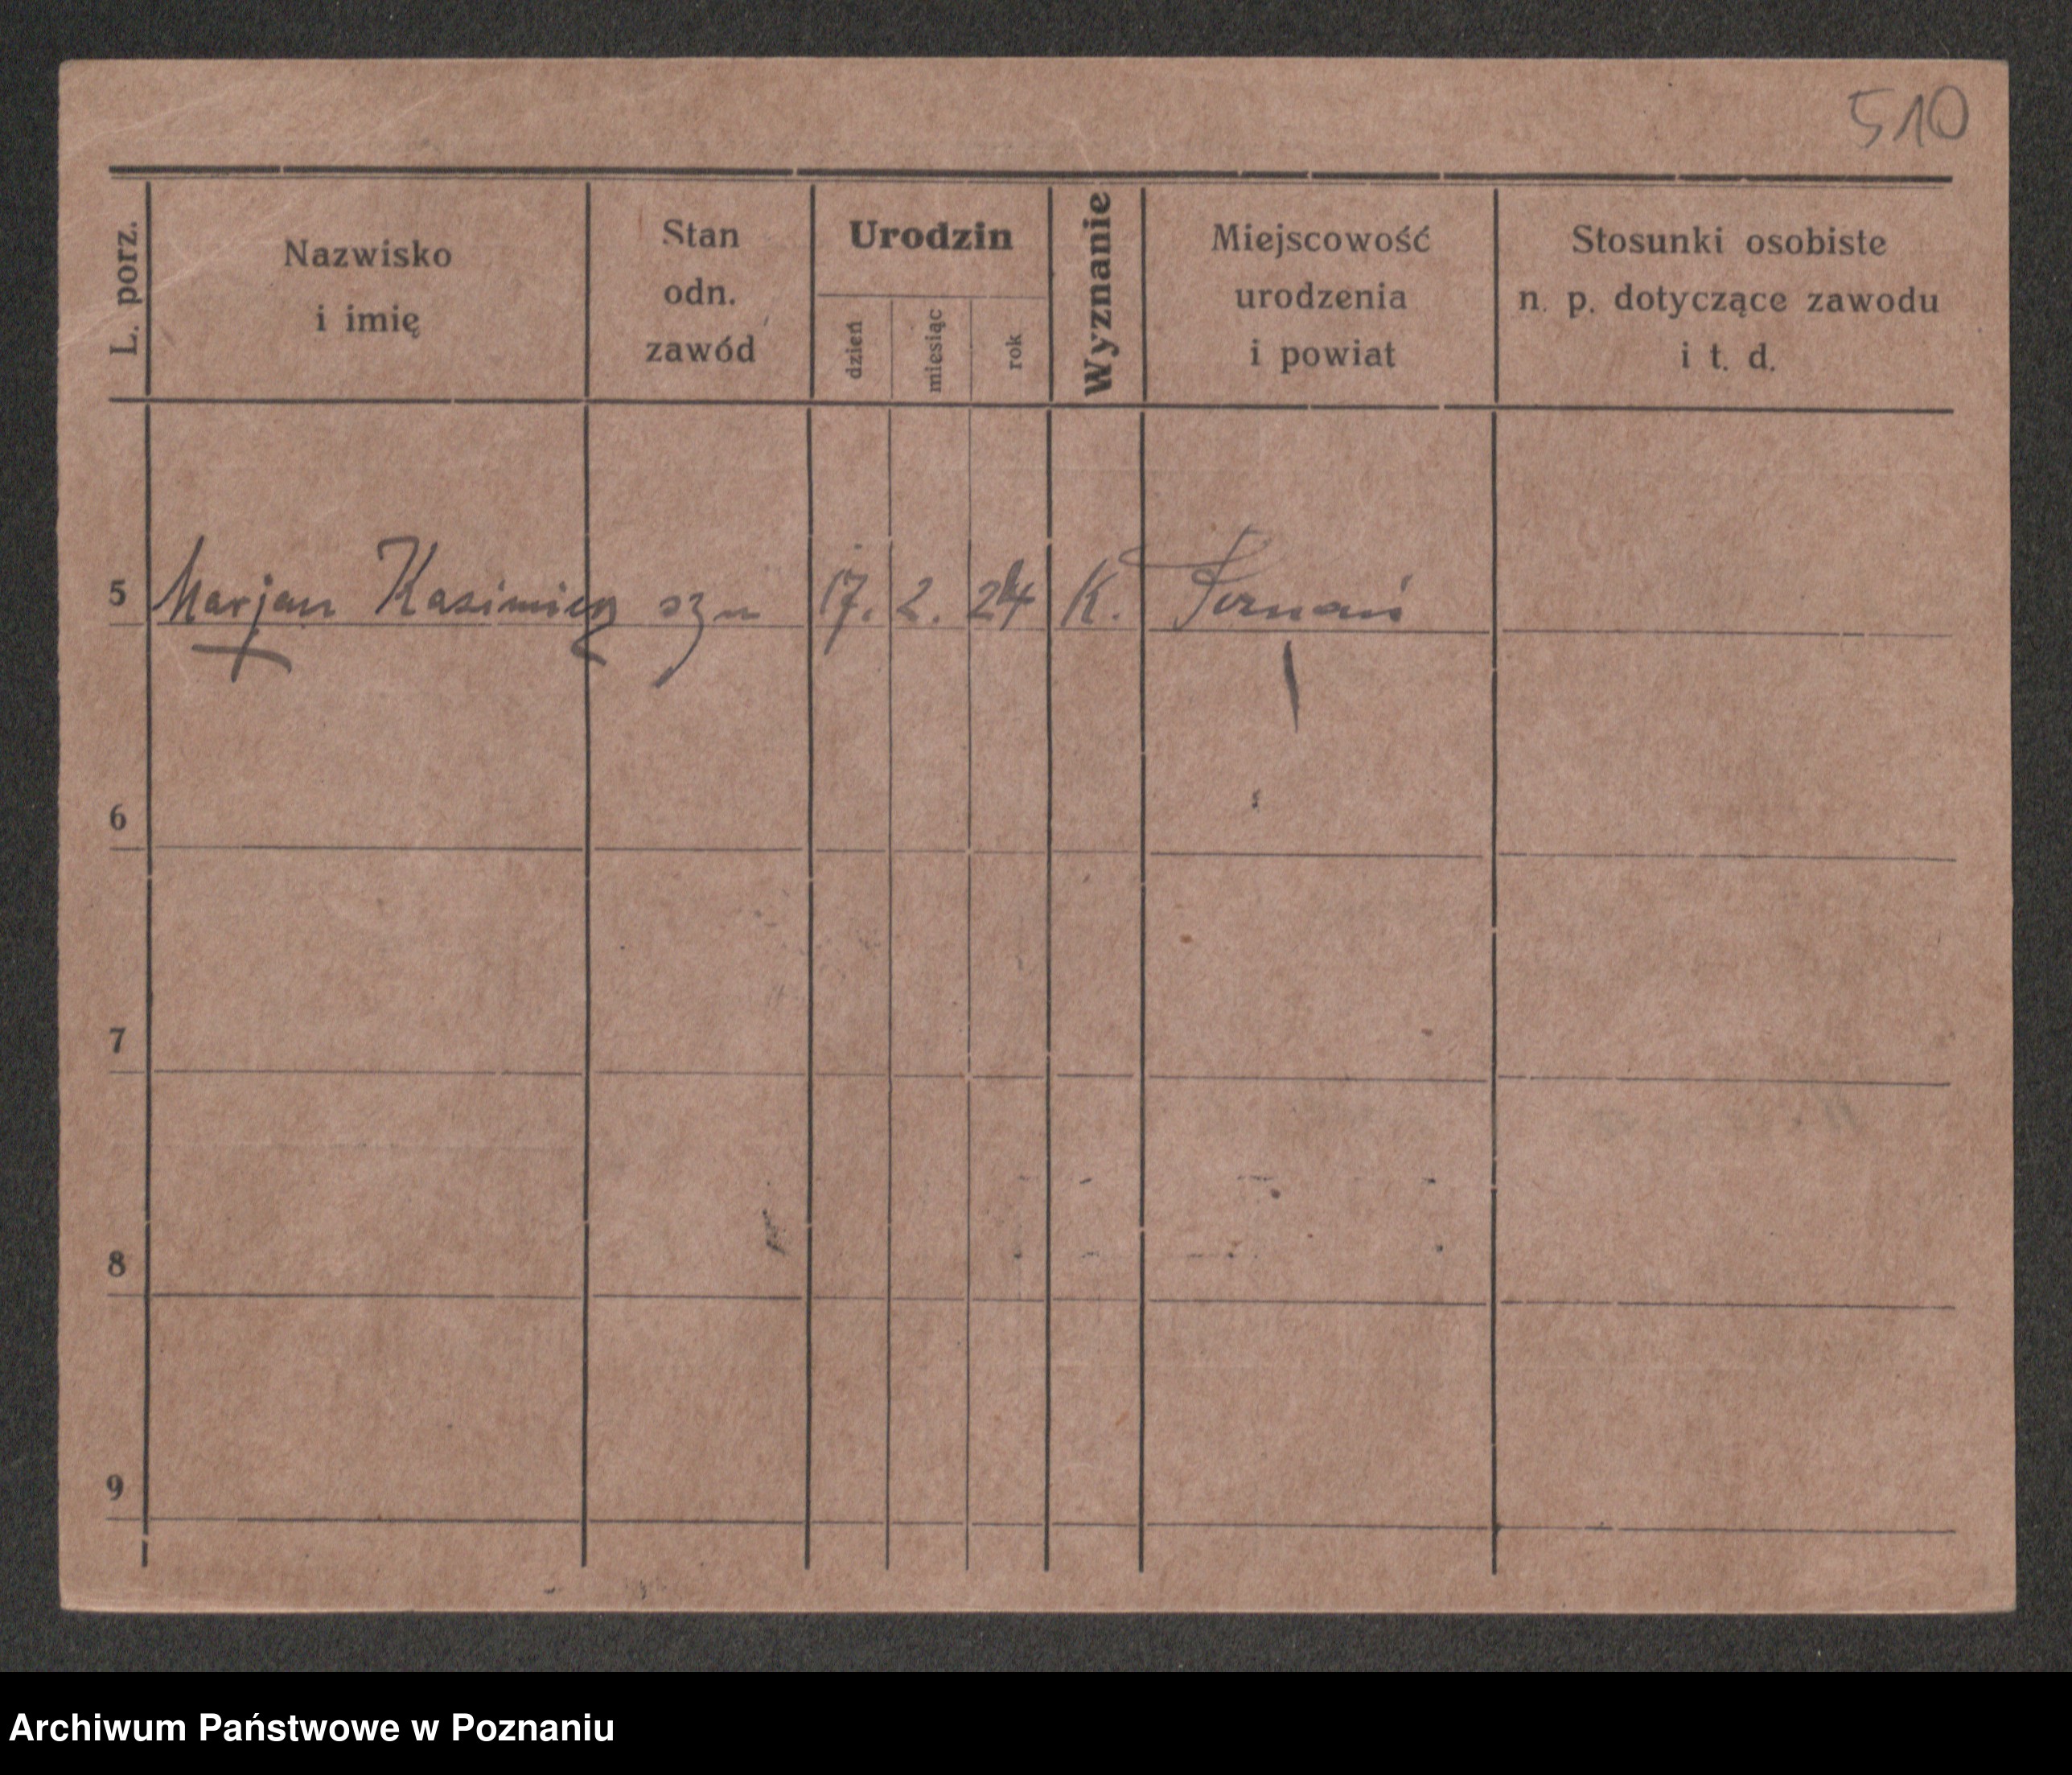 510
L. porz.
Nazwisko
i imię
Stan
odn.
zawód
Urodzin
dzień
miesiąc
rok
Wyznanie
Miejscowość
urodzenia
i powiat
Stosunki osobiste
n. p. dotyczące zawodu
i t. d.
5 Marjan Kasimierz syn 17. 2. 24 K. Poznań
6
7
8
9
Archiwum Państwowe w Poznaniu